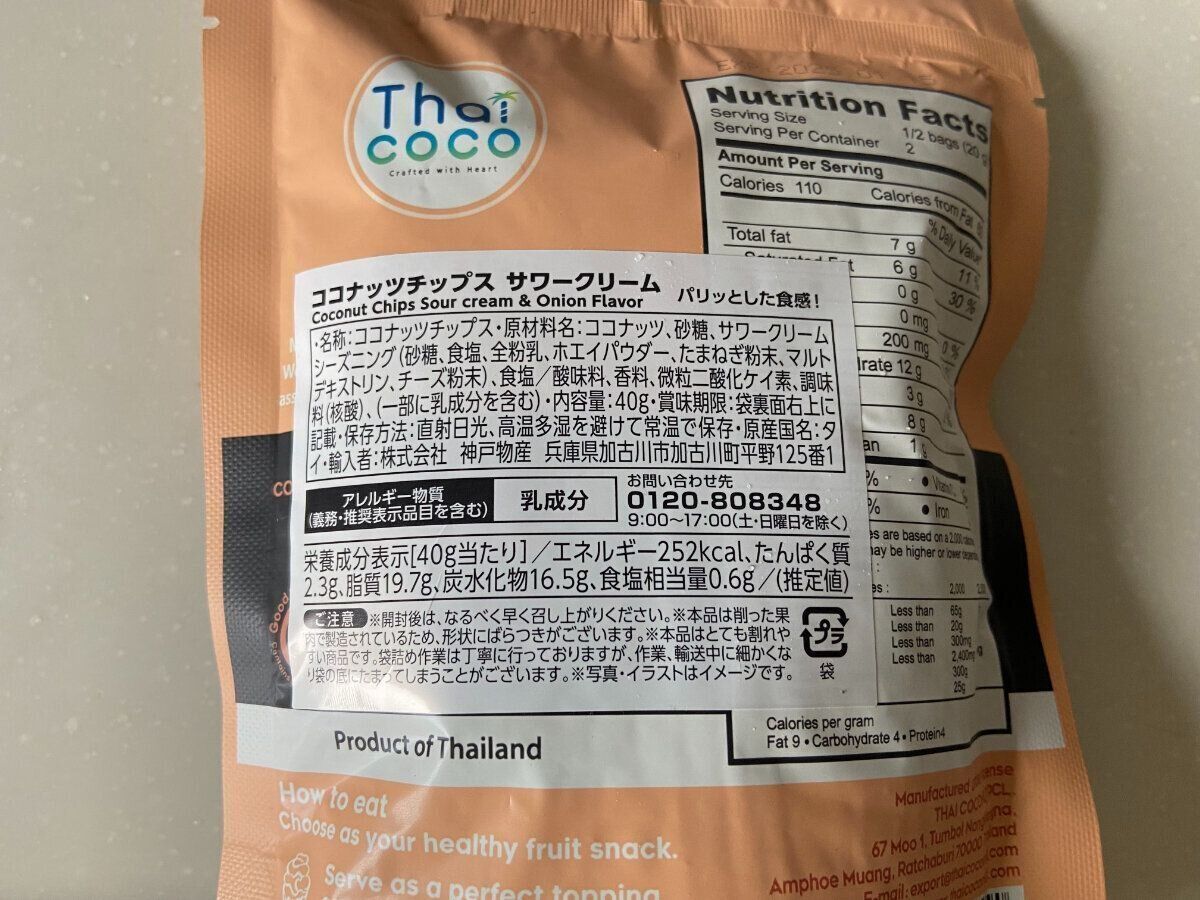 Thai
coco
Crafted with Heart
Nutrition Facts
Serving Size 1/2 bags (20 g
Serving Per Container 2
Amount Per Serving
Calories 110 Calories from Fat
% Daily Value
Total fat 7 g 11 %
Saturated Fat 6 g 30 %
0 g
0 mg 0 %
200 mg
12 g
3 g
8 g
1 g
ココナッツチップス サワークリーム パリッとした食感!
Coconut Chips Sour cream & Onion Flavor
・名称:ココナッツチップス・原材料名:ココナッツ、砂糖、サワークリーム
シーズニング(砂糖、食塩、全粉乳、ホエイパウダー、たまねぎ粉末、マルト
デキストリン、チーズ粉末)、食塩/酸味料、香料、微粒二酸化ケイ素、調味
料(核酸)、(一部に乳成分を含む)・内容量:40g・賞味期限:袋裏面右上に
記載・保存方法:直射日光、高温多湿を避けて常温で保存・原産国名:タ
イ・輸入者:株式会社 神戸物産 兵庫県加古川市加古川町平野125番1
アレルギー物質
(義務・推奨表示品目を含む)
乳成分
お問い合わせ先
0120-808348
9:00〜17:00(土・日曜日を除く)
栄養成分表示[40g当たり]/エネルギー252kcal、たんぱく質
2.3g、脂質19.7g、炭水化物16.5g、食塩相当量0.6g/(推定値)
ご注意 ※開封後は、なるべく早く召し上がりください。※本品は削った果
肉で製造されているため、形状にばらつきがございます。※本品はとても割れや
すい商品です。袋詰め作業は丁寧に行っておりますが、作業、輸送中に細かくな
り袋の底にたまってしまうことがございます。※写真・イラストはイメージです。
プラ
袋
% • Iron
are based on a 2,000
may be higher or lower
2,000
Less than 65g
Less than 20g
Less than 300mg
Less than 2,400mg
300g
25g
Calories per gram
Fat 9 • Carbohydrate 4 • Protein4
Good
Product of Thailand
How to eat
Choose as your healthy fruit snack.
Serve as a perfect topping
Manufactured
THAI COCO PCL.,
67 Moo 1, Tumbol
Amphoe Muang, Ratchaburi 70000
E-mail: export@